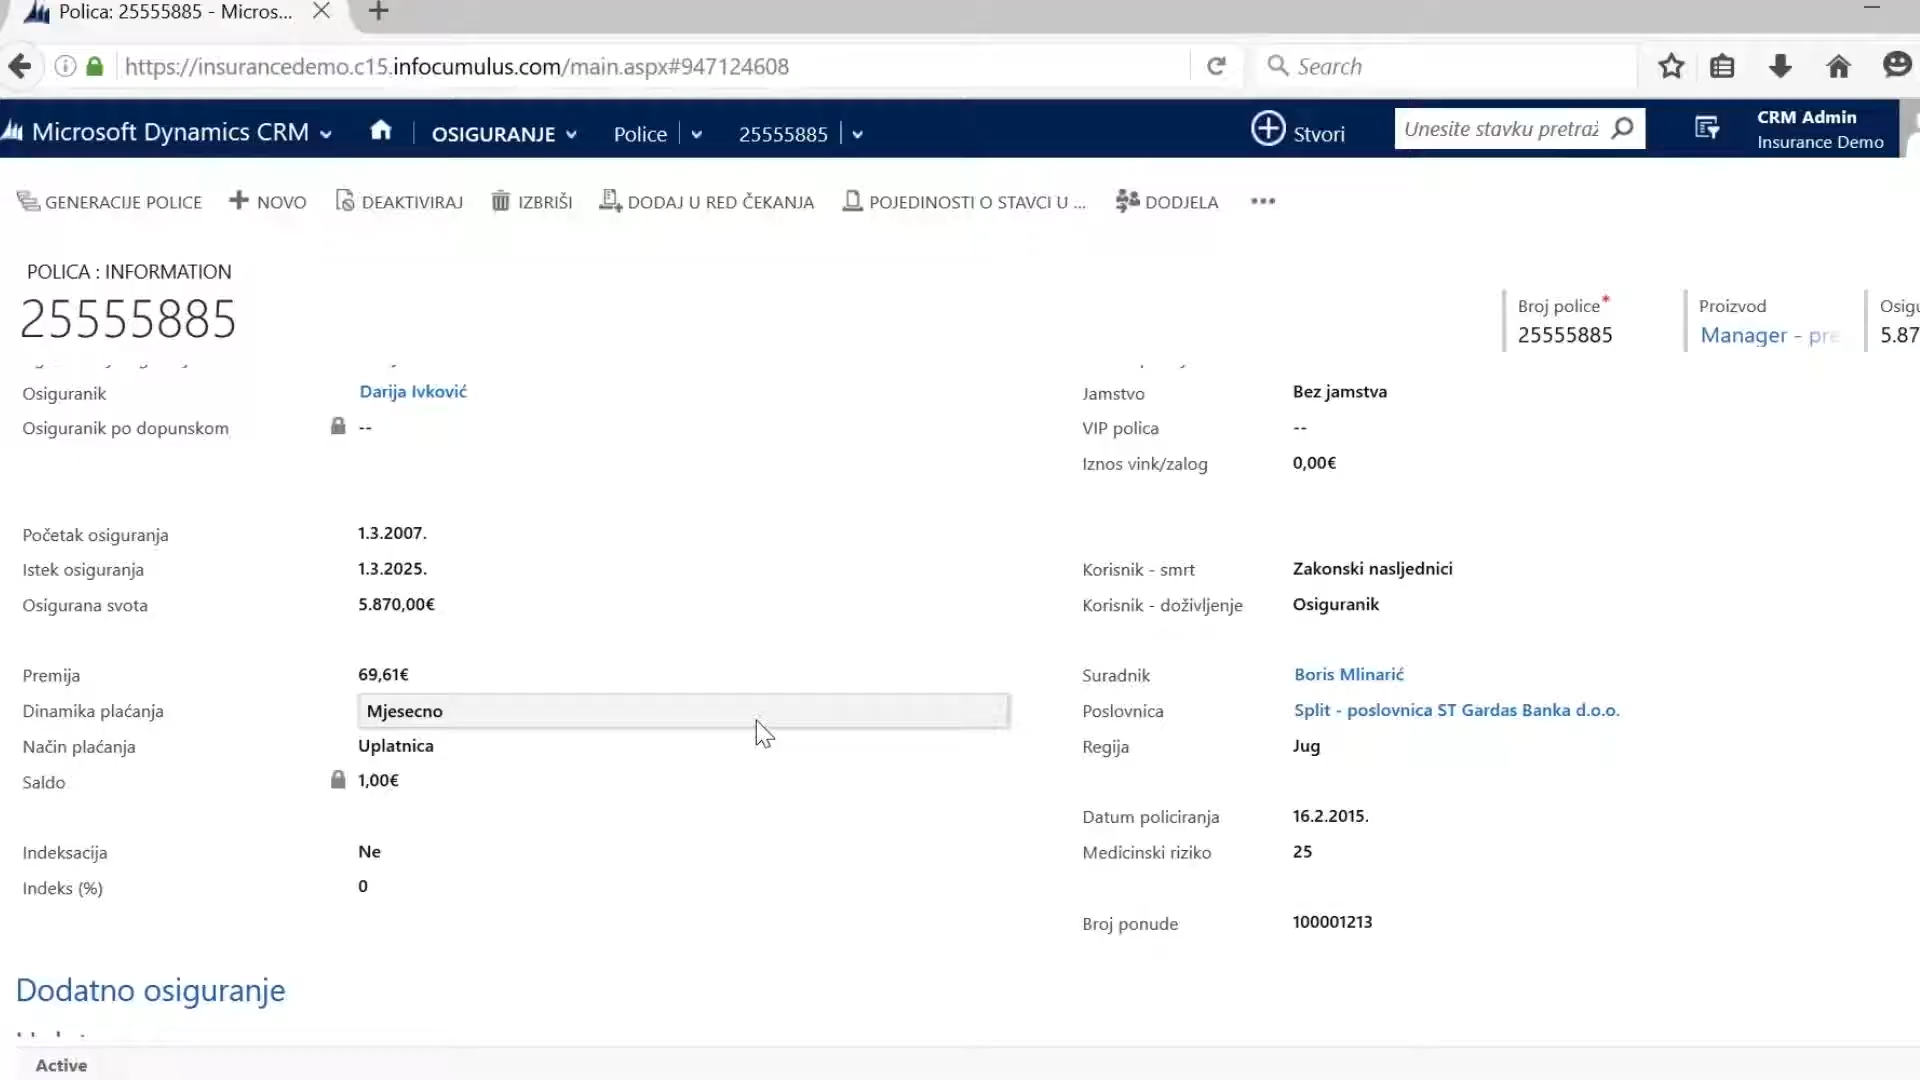 Polica: 25555885 - Micros...
https://insurancedemo.c15.infocumulus.com/main.aspx#947124608
Search
Microsoft Dynamics CRM
OSIGURANJE
Police
25555885
Stvori
Unesite stavku pretraž
CRM Admin
Insurance Demo
GENERACIJE POLICE
NOVO
DEAKTIVIRAJ
IZBRIŠI
DODAJ U RED ČEKANJA
POJEDINOSTI O STAVCI U ...
DODJELA
POLICA : INFORMATION
25555885
Broj police*
25555885
Proizvod
Manager - pre
Osigu
5.87
Osiguranik Darija Ivković
Osiguranik po dopunskom --
Početak osiguranja 1.3.2007.
Istek osiguranja 1.3.2025.
Osigurana svota 5.870,00€
Premija 69,61€
Dinamika plaćanja Mjesecno
Način plaćanja Uplatnica
Saldo 1,00€
Indeksacija Ne
Indeks (%) 0
Jamstvo Bez jamstva
VIP polica --
Iznos vink/zalog 0,00€
Korisnik - smrt Zakonski nasljednici
Korisnik - doživljenje Osiguranik
Suradnik Boris Mlinarić
Poslovnica Split - poslovnica ST Gardas Banka d.o.o.
Regija Jug
Datum policiranja 16.2.2015.
Medicinski riziko 25
Broj ponude 100001213
Dodatno osiguranje
Active